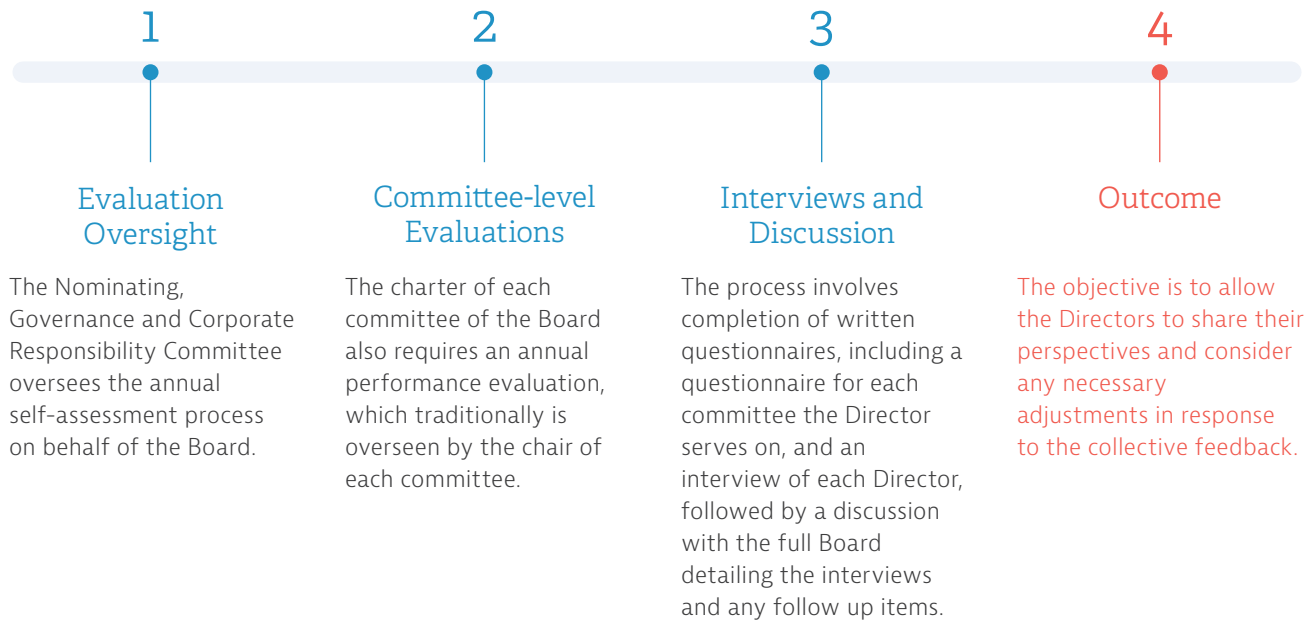 1
Evaluation
Oversight
The Nominating,
Governance and Corporate
Responsibility Committee
oversees the annual
self-assessment process
on behalf of the Board.
2
Committee-level
Evaluations
The charter of each
committee of the Board
also requires an annual
performance evaluation,
which traditionally is
overseen by the chair of
each committee.
3
Interviews and
Discussion
The process involves
completion of written
questionnaires, including a
questionnaire for each
committee the Director
serves on, and an
interview of each Director,
followed by a discussion
with the full Board
detailing the interviews
and any follow up items.
4
Outcome
The objective is to allow
the Directors to share their
perspectives and consider
any necessary
adjustments in response
to the collective feedback.